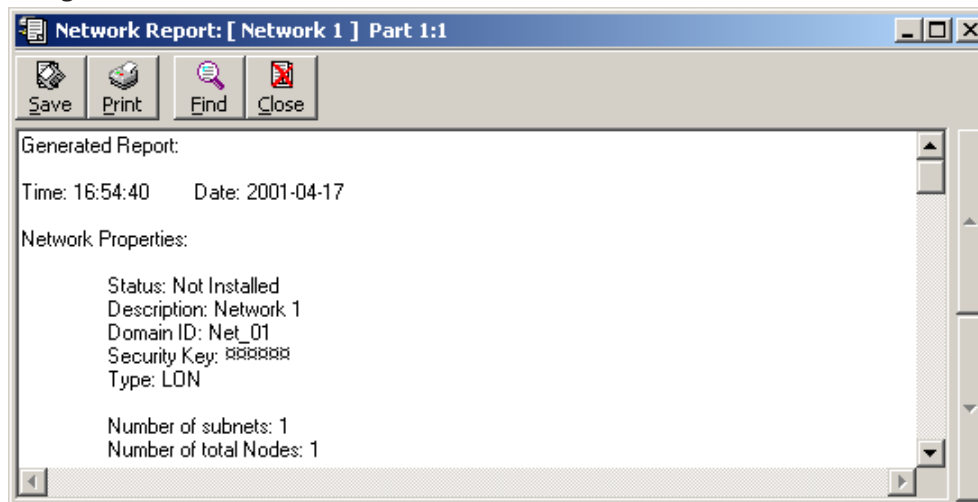 Network Report: [ Network 1 ] Part 1:1
Save Print Find Close
Generated Report:
Time: 16:54:40 Date: 2001-04-17
Network Properties:
Status: Not Installed
Description: Network 1
Domain ID: Net_01
Security Key: ¤¤¤¤¤¤
Type: LON
Number of subnets: 1
Number of total Nodes: 1